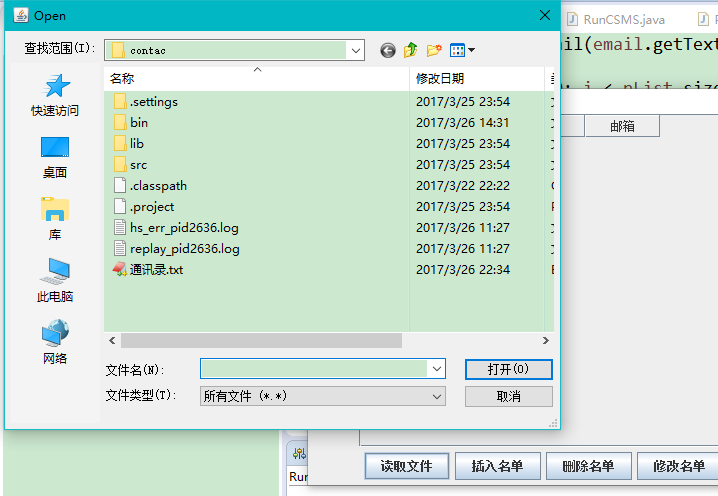 Open
查找范围(I):
contac
名称
修改日期
.settings
2017/3/25 23:54
bin
2017/3/26 14:31
lib
2017/3/25 23:54
src
2017/3/25 23:54
.classpath
2017/3/22 22:22
.project
2017/3/25 23:54
hs_err_pid2636.log
2017/3/26 11:27
replay_pid2636.log
2017/3/26 11:27
通讯录.txt
2017/3/26 22:34
快速访问
桌面
库
此电脑
网络
文件名(N):
打开(O)
文件类型(T):
所有文件 (*.*)
取消
RunCSMS.java
ail(email.getText
i < pList.size
邮箱
Run
读取文件
插入名单
删除名单
修改名单